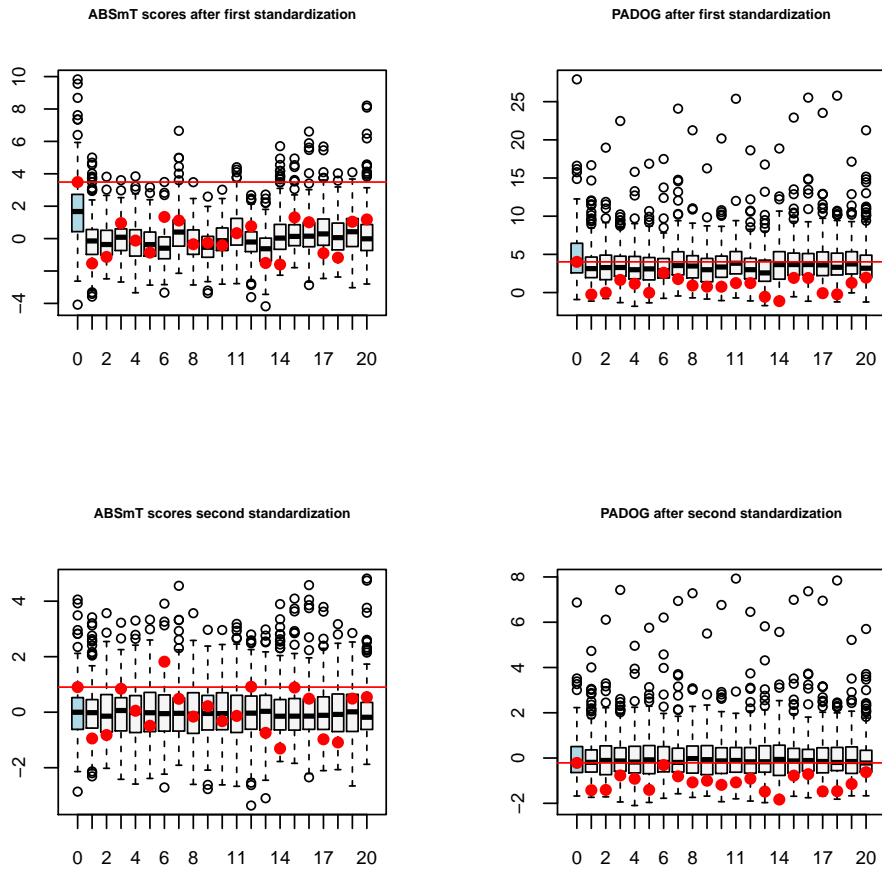 ABSmT scores after first standardization
PADOG after first standardization
10
8
6
4
2
0
−4
0 2 4 6 8 11 14 17 20
25
20
15
10
5
0
0 2 4 6 8 11 14 17 20
ABSmT scores second standardization
PADOG after second standardization
4
2
0
−2
0 2 4 6 8 11 14 17 20
8
6
4
2
0
−2
0 2 4 6 8 11 14 17 20